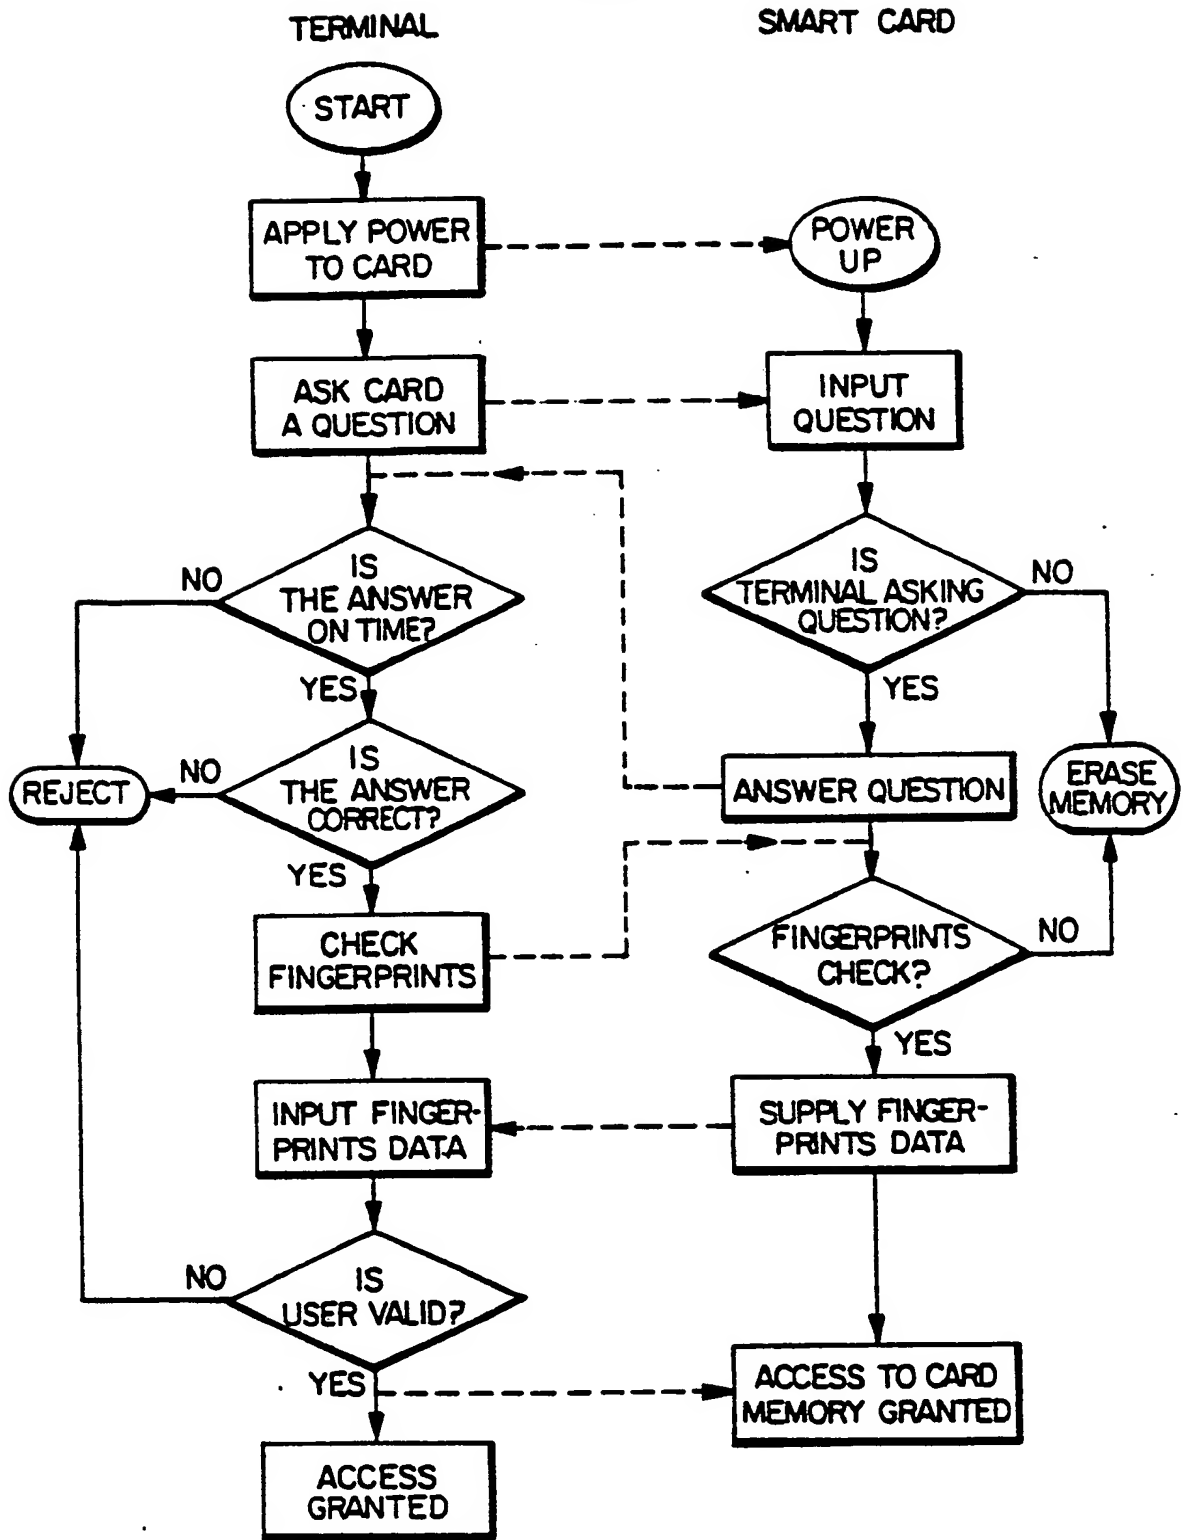 TERMINAL
SMART CARD
START
APPLY POWER
TO CARD
POWER
UP
ASK CARD
A QUESTION
INPUT
QUESTION
IS
THE ANSWER
ON TIME?
NO
YES
IS
TERMINAL ASKING
QUESTION?
NO
YES
REJECT
NO
IS
THE ANSWER
CORRECT?
YES
ANSWER QUESTION
ERASE
MEMORY
CHECK
FINGERPRINTS
FINGERPRINTS
CHECK?
NO
YES
INPUT FINGER-
PRINTS DATA
SUPPLY FINGER-
PRINTS DATA
NO
IS
USER VALID?
YES
ACCESS TO CARD
MEMORY GRANTED
ACCESS
GRANTED